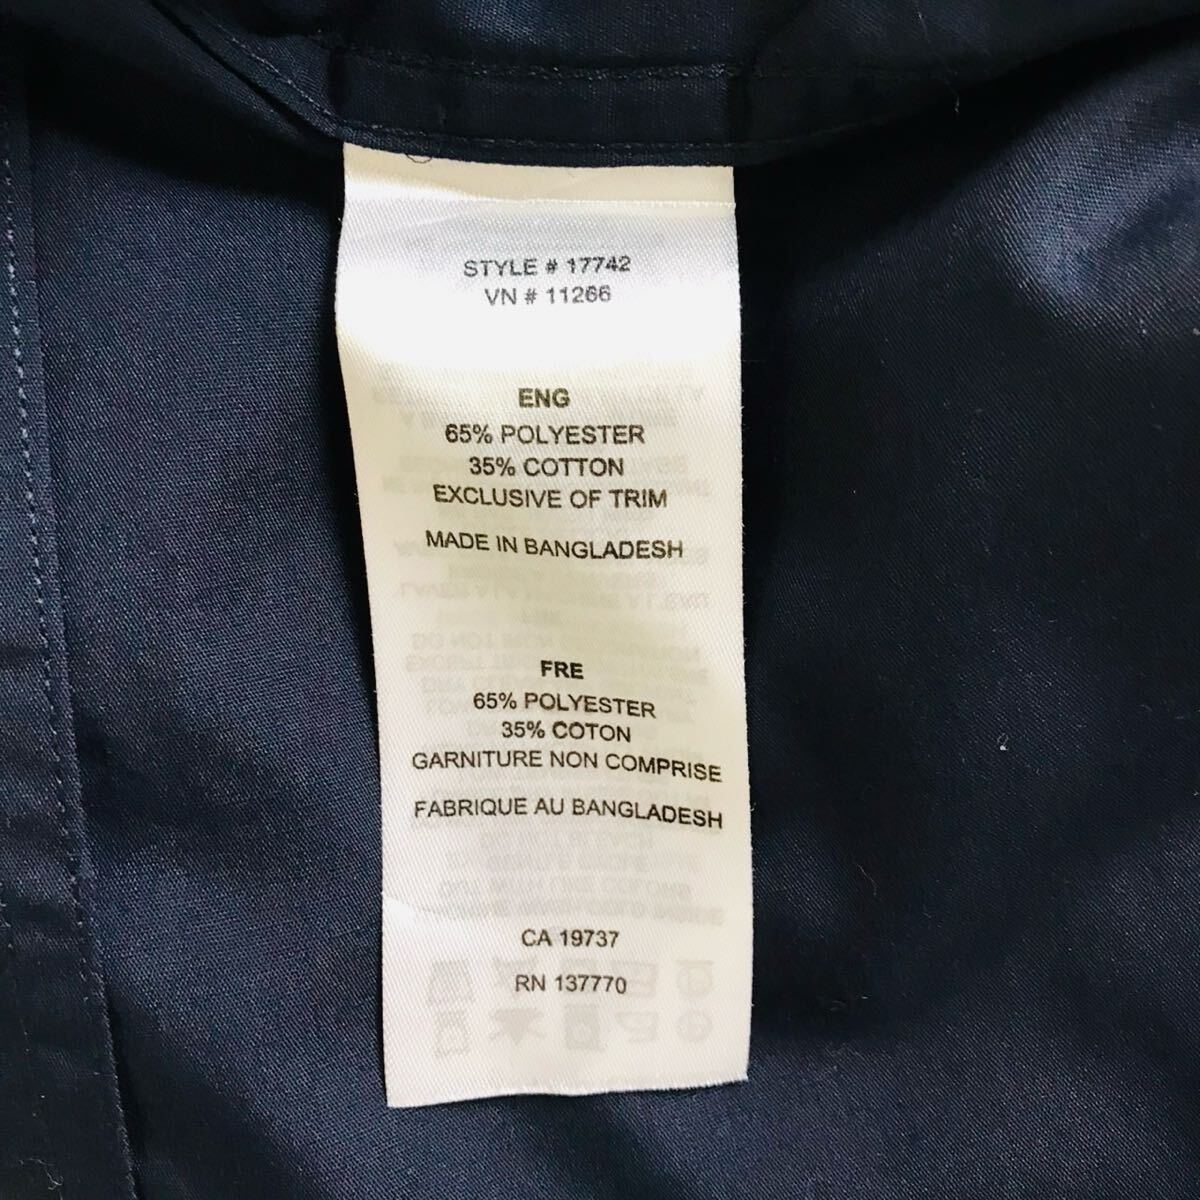 STYLE # 17742
VN # 11266
ENG
65% POLYESTER
35% COTTON
EXCLUSIVE OF TRIM
MADE IN BANGLADESH
FRE
65% POLYESTER
35% COTON
GARNITURE NON COMPRISE
FABRIQUE AU BANGLADESH
CA 19737
RN 137770